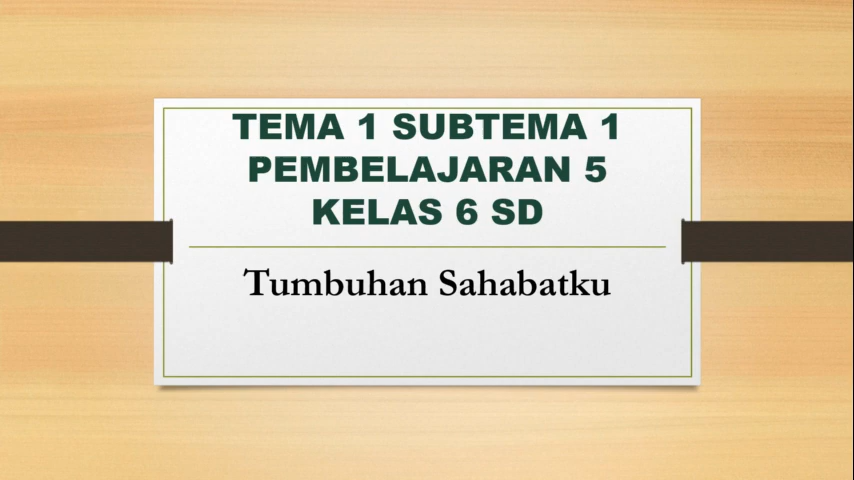 TEMA 1 SUBTEMA 1
PEMBELAJARAN 5
KELAS 6 SD
Tumbuhan Sahabatku